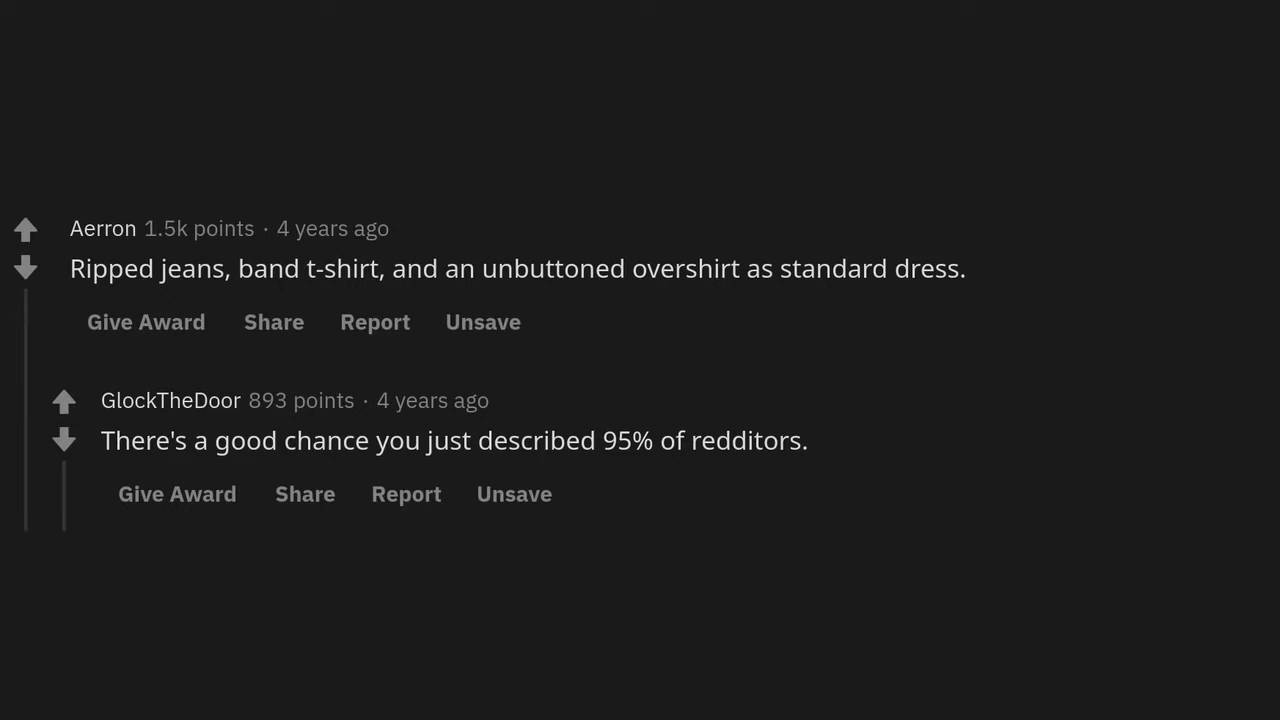 Aerron 1.5k points · 4 years ago
Ripped jeans, band t-shirt, and an unbuttoned overshirt as standard dress.
Give Award Share Report Unsave
GlockTheDoor 893 points · 4 years ago
There's a good chance you just described 95% of redditors.
Give Award Share Report Unsave